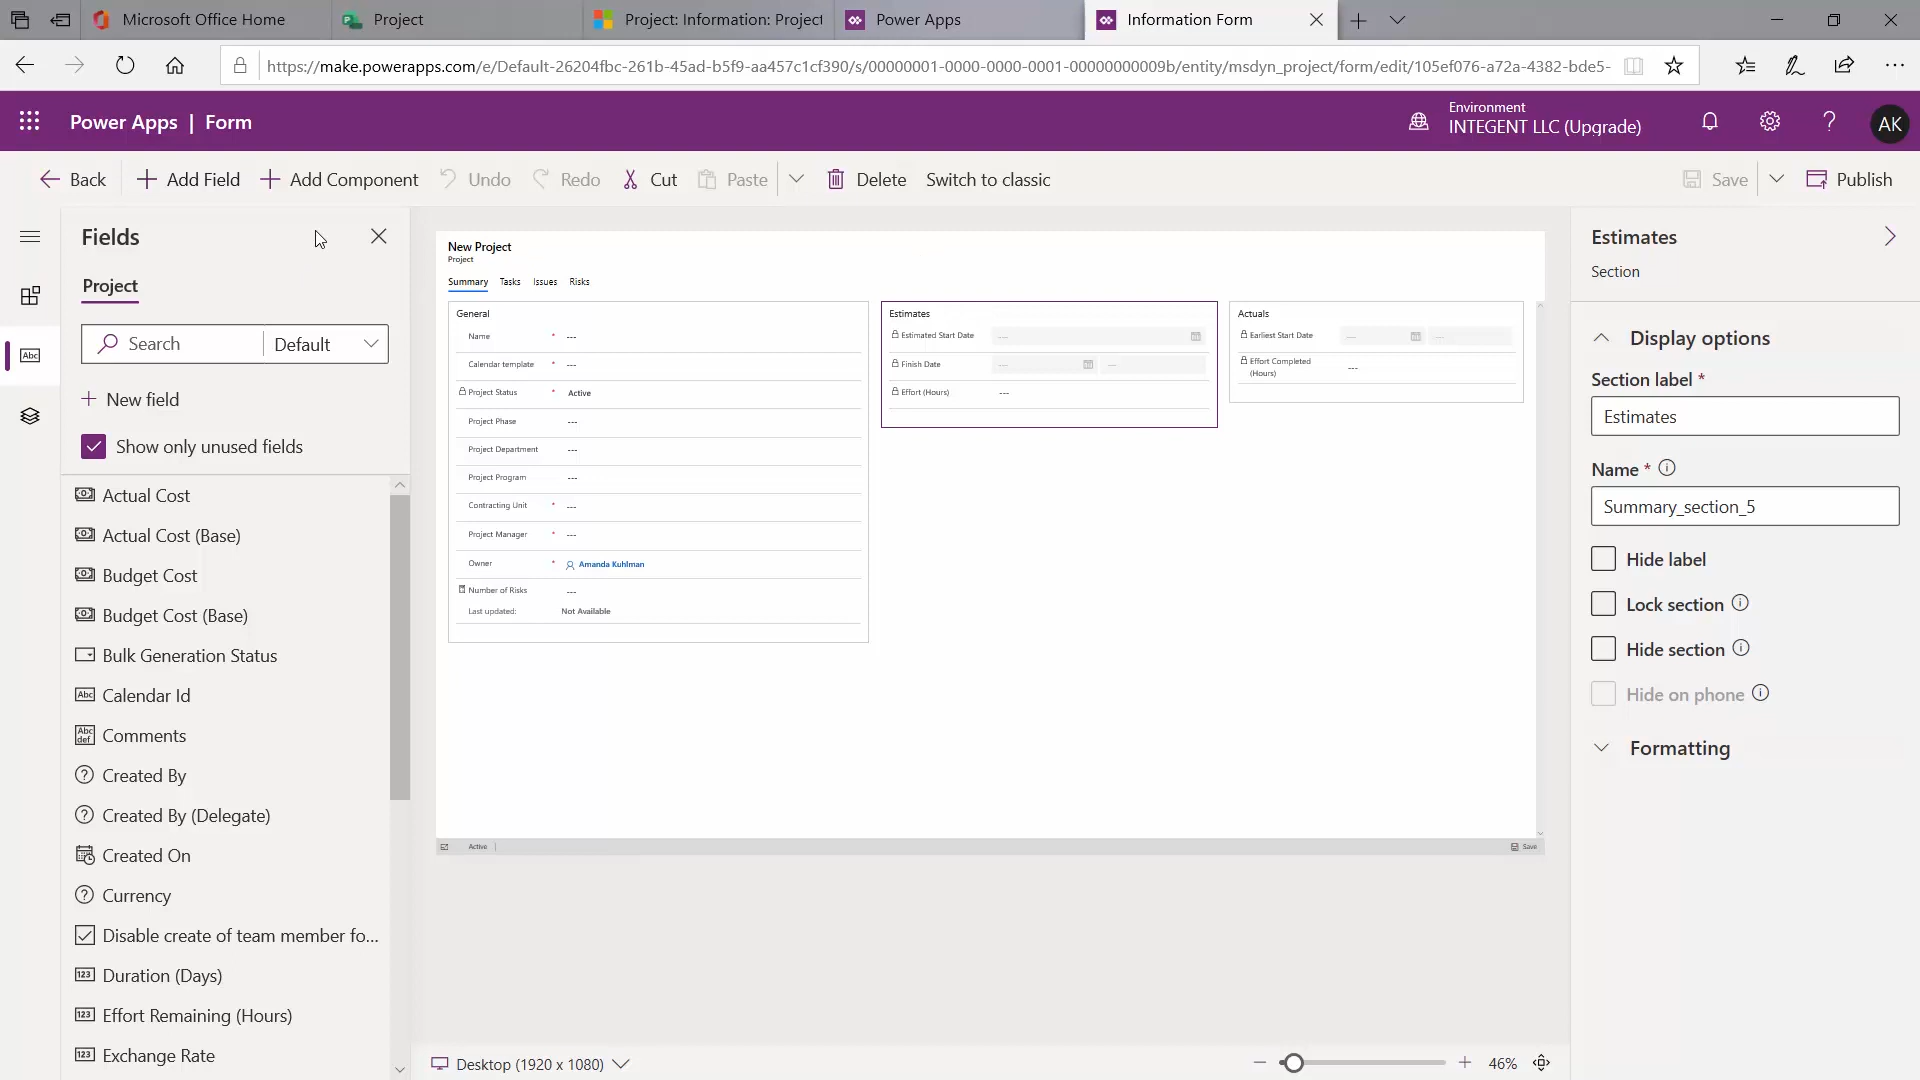 Microsoft Office Home
Project
Project: Information: Project
Power Apps
Information Form
https://make.powerapps.com/e/Default-26204fbc-261b-45ad-b5f9-aa457c1cf390/s/00000001-0000-0000-0001-00000000009b/entity/msdyn_project/form/edit/105ef076-a72a-4382-bde5-
Power Apps | Form
Environment
INTEGENT LLC (Upgrade)
AK
Back
Add Field
Add Component
Undo
Redo
Cut
Paste
Delete
Switch to classic
Save
Publish
Fields
Project
Search
Default
New field
Show only unused fields
Actual Cost
Actual Cost (Base)
Budget Cost
Budget Cost (Base)
Bulk Generation Status
Abc Calendar Id
Abc def Comments
Created By
Created By (Delegate)
Created On
Currency
Disable create of team member fo...
123 Duration (Days)
123 Effort Remaining (Hours)
123 Exchange Rate
New Project
Project
Summary Tasks Issues Risks
General
Name * ---
Calendar template * ---
Project Status * Active
Project Phase ---
Project Department ---
Project Program ---
Contracting Unit * ---
Project Manager * ---
Owner * Amanda Kuhlman
Number of Risks ---
Last updated: Not Available
Estimates
Estimated Start Date ---
Finish Date --- ---
Effort (Hours) ---
Actuals
Earliest Start Date --- ---
Effort Completed (Hours) ---
Active
Save
Desktop (1920 x 1080)
46%
Estimates
Section
Display options
Section label *
Estimates
Name *
Summary_section_5
Hide label
Lock section
Hide section
Hide on phone
Formatting